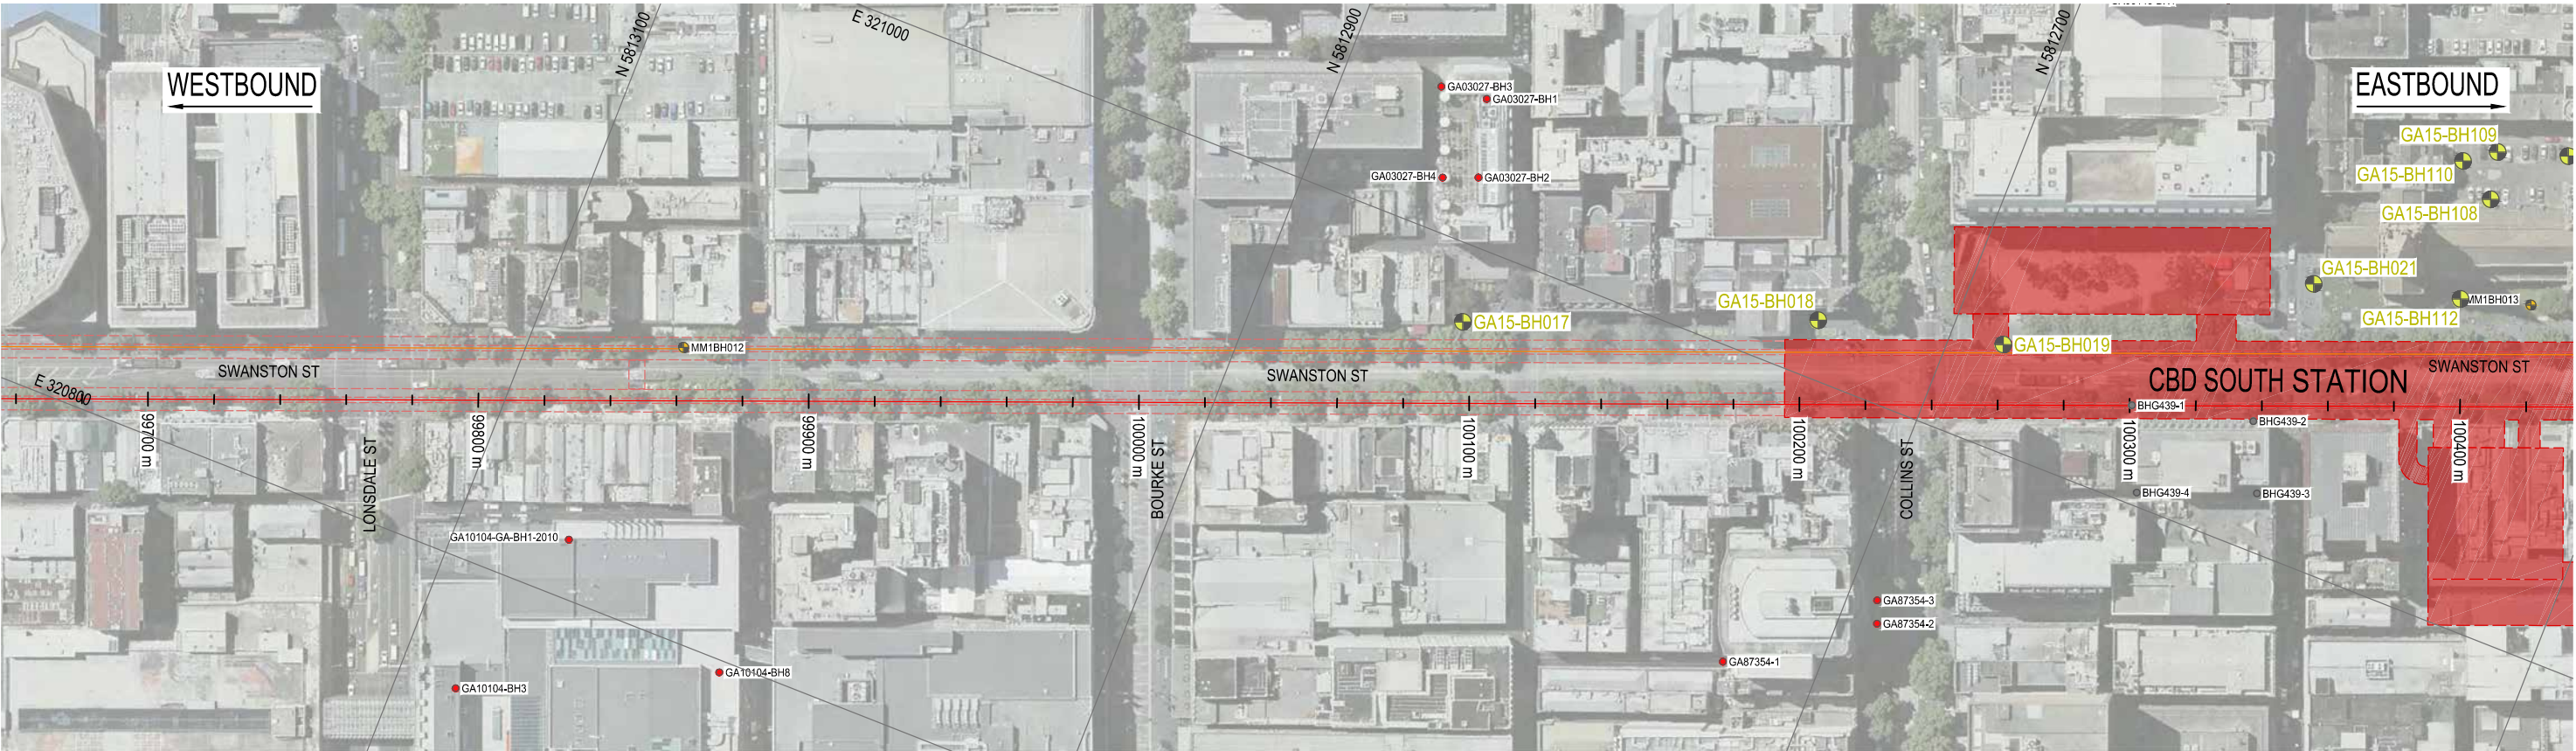 WESTBOUND
N 5813100
E 321000
N 5812900
N 5812700
EASTBOUND
GA03027-BH3
GA03027-BH1
GA03027-BH4
GA03027-BH2
GA15-BH109
GA15-BH110
GA15-BH108
GA15-BH021
MM1BH013
GA15-BH112
GA15-BH018
GA15-BH017
GA15-BH019
MM1BH012
SWANSTON ST
SWANSTON ST
SWANSTON ST
CBD SOUTH STATION
E 320800
BHG439-1
BHG439-2
99700 m
99800 m
99900 m
100000 m
100100 m
100200 m
100300 m
100400 m
LONSDALE ST
BOURKE ST
COLLINS ST
BHG439-4
BHG439-3
GA10104-GA-BH1-2010
GA87354-3
GA87354-2
GA87354-1
GA10104-BH8
GA10104-BH3